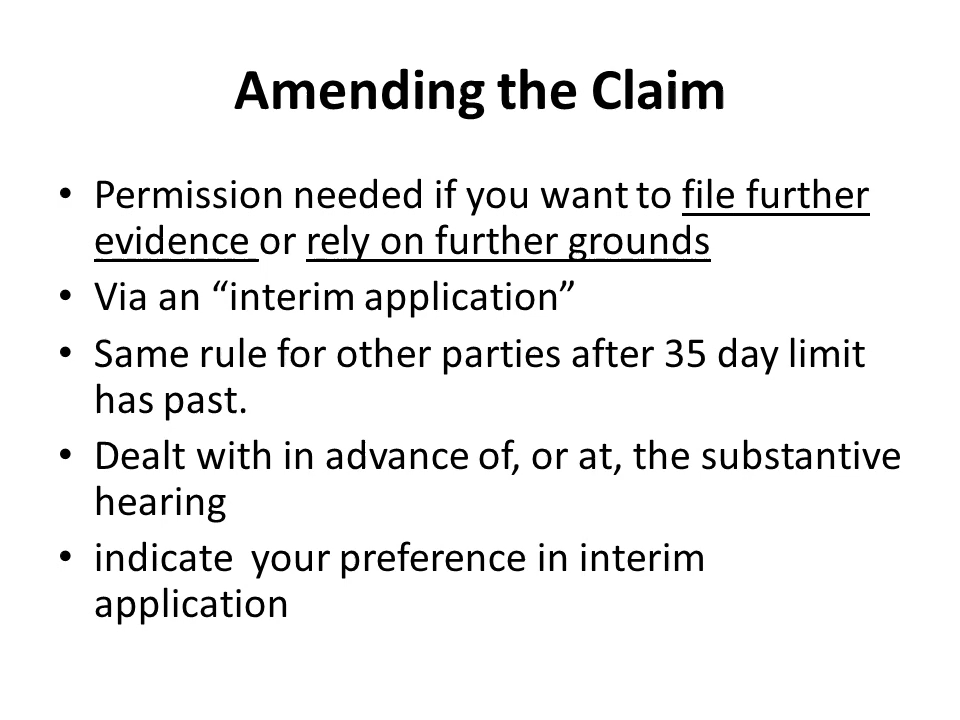 Amending the Claim
• Permission needed if you want to file further
evidence or rely on further grounds
• Via an “interim application”
• Same rule for other parties after 35 day limit
has past.
• Dealt with in advance of, or at, the substantive
hearing
• indicate  your preference in interim
application